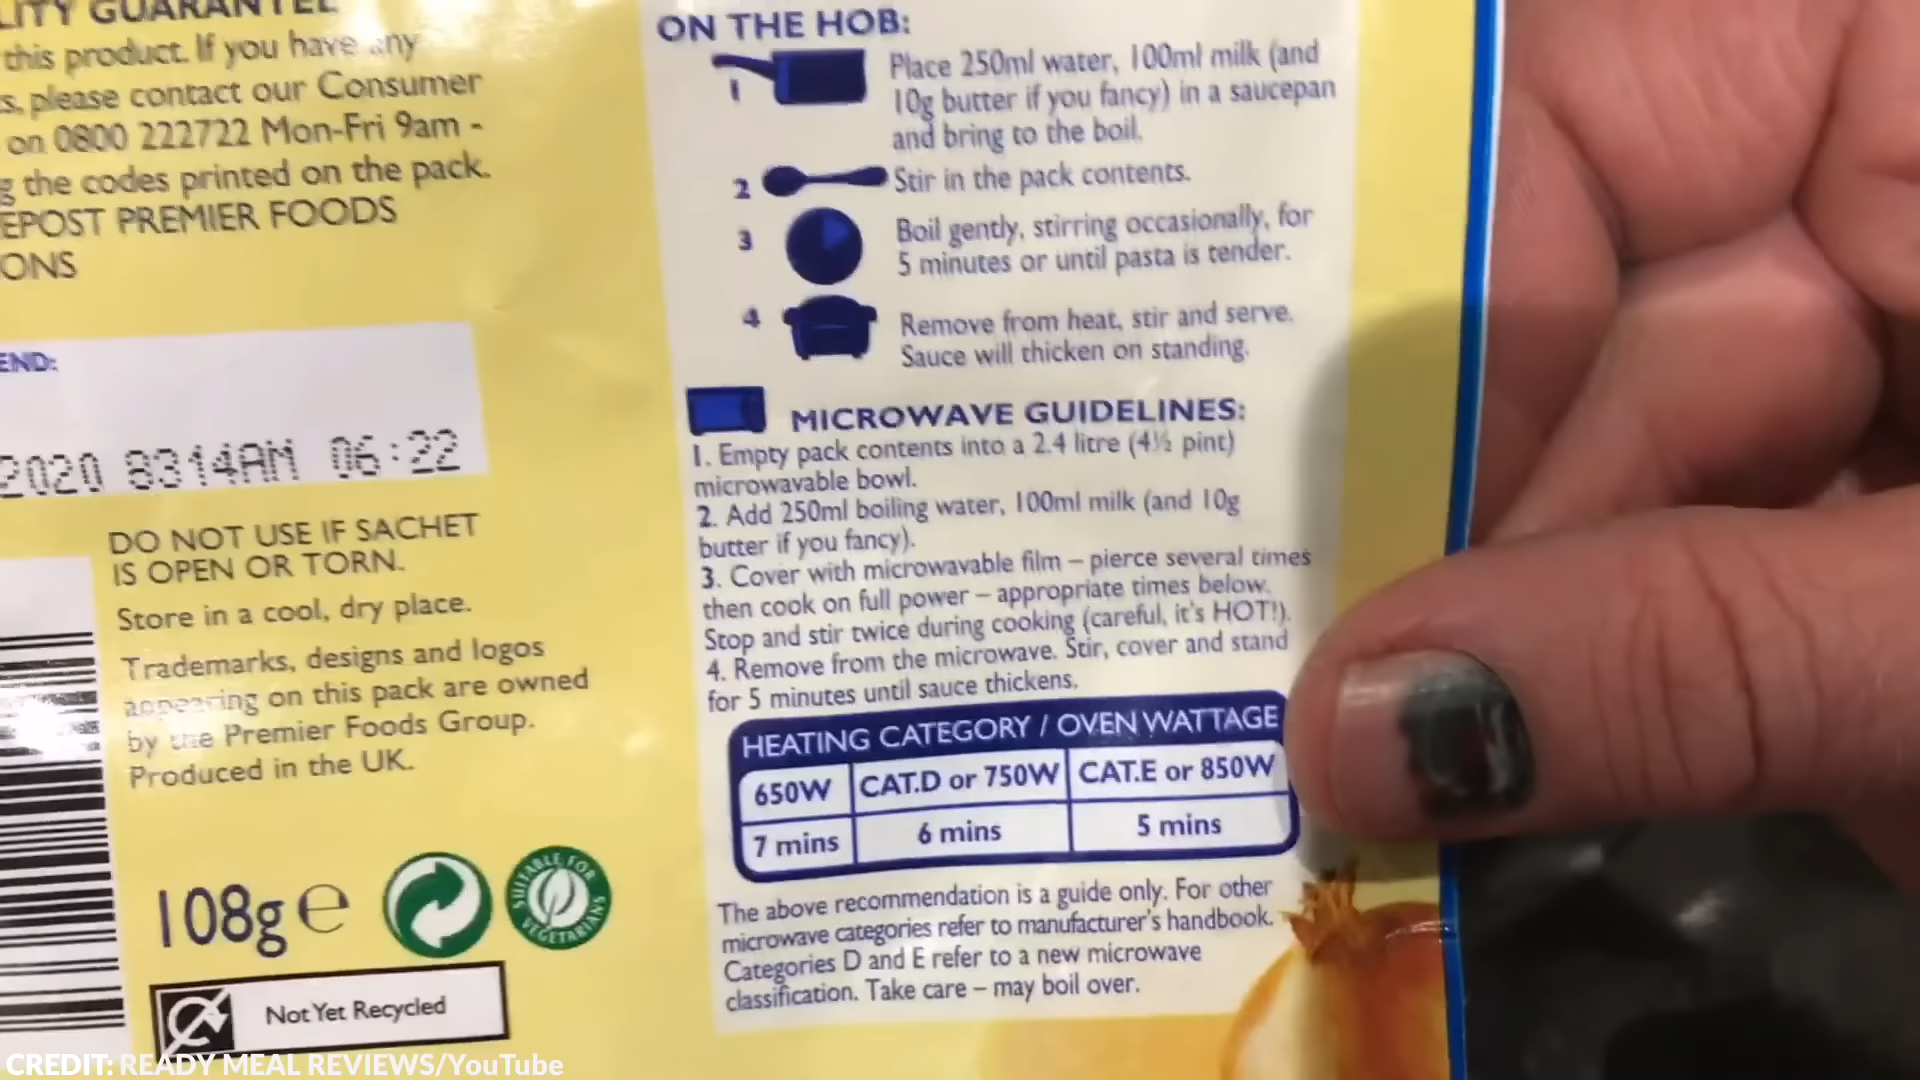 LITY GUARANTEE
this product. If you have any
s, please contact our Consumer
on 0800 222722 Mon-Fri 9am -
g the codes printed on the pack.
EPOST PREMIER FOODS
ONS
END:
2020 8314AM 06:22
DO NOT USE IF SACHET
IS OPEN OR TORN.
Store in a cool, dry place.
Trademarks, designs and logos
appearing on this pack are owned
by the Premier Foods Group.
Produced in the UK.
108g e
SUITABLE FOR VEGETARIANS
Not Yet Recycled
ON THE HOB:
1 Place 250ml water, 100ml milk (and
10g butter if you fancy) in a saucepan
and bring to the boil.
2 Stir in the pack contents.
3 Boil gently, stirring occasionally, for
5 minutes or until pasta is tender.
4 Remove from heat, stir and serve.
Sauce will thicken on standing.
MICROWAVE GUIDELINES:
1. Empty pack contents into a 2.4 litre (4½ pint)
microwavable bowl.
2. Add 250ml boiling water, 100ml milk (and 10g
butter if you fancy).
3. Cover with microwavable film – pierce several times
then cook on full power – appropriate times below.
Stop and stir twice during cooking (careful, it's HOT!).
4. Remove from the microwave. Stir, cover and stand
for 5 minutes until sauce thickens.
HEATING CATEGORY / OVEN WATTAGE
650W CAT.D or 750W CAT.E or 850W
7 mins 6 mins 5 mins
The above recommendation is a guide only. For other
microwave categories refer to manufacturer's handbook.
Categories D and E refer to a new microwave
classification. Take care – may boil over.
CREDIT: READY MEAL REVIEWS/YouTube